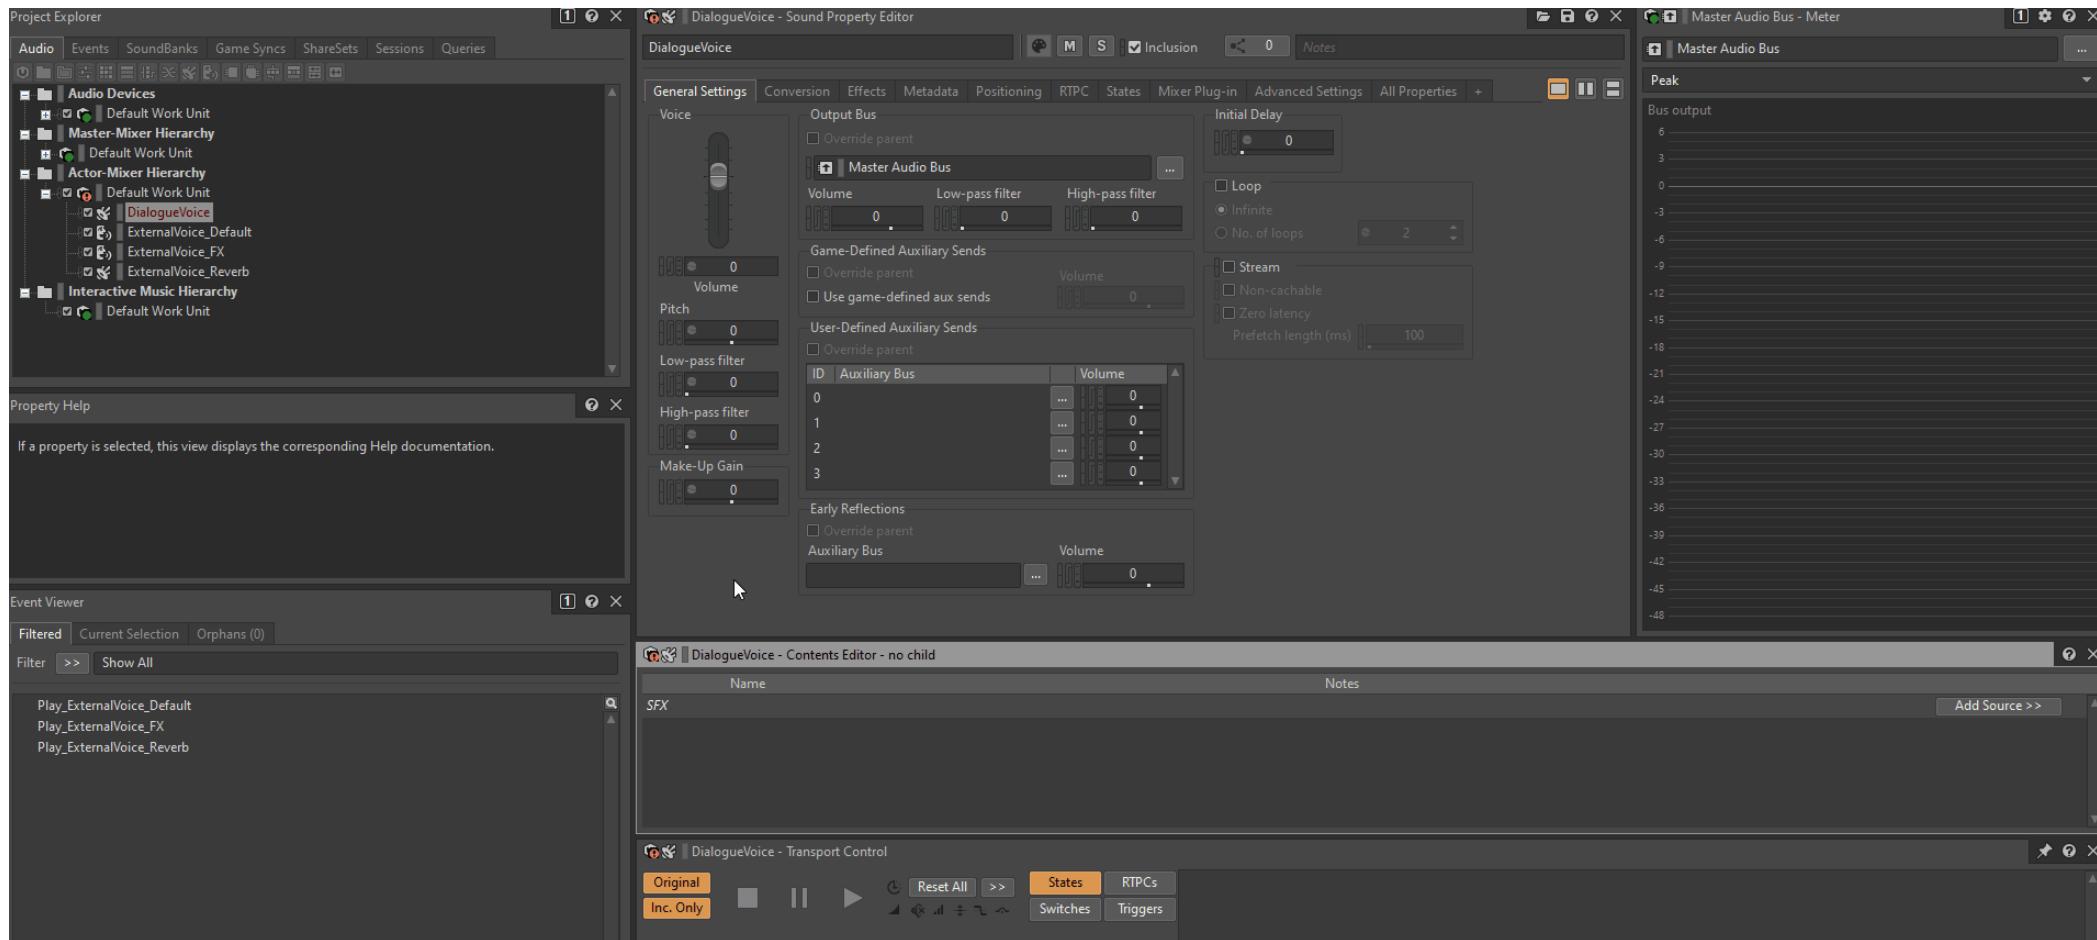 Project Explorer
1
Audio Events SoundBanks Game Syncs ShareSets Sessions Queries
Audio Devices
Default Work Unit
Master-Mixer Hierarchy
Default Work Unit
Actor-Mixer Hierarchy
Default Work Unit
DialogueVoice
ExternalVoice_Default
ExternalVoice_FX
ExternalVoice_Reverb
Interactive Music Hierarchy
Default Work Unit
Property Help
If a property is selected, this view displays the corresponding Help documentation.
Event Viewer
1
Filtered Current Selection Orphans (0)
Filter >> Show All
Play_ExternalVoice_Default
Play_ExternalVoice_FX
Play_ExternalVoice_Reverb
DialogueVoice - Sound Property Editor
DialogueVoice M S Inclusion 0 Notes
General Settings Conversion Effects Metadata Positioning RTPC States Mixer Plug-in Advanced Settings All Properties +
Voice
0
Volume
Pitch
0
Low-pass filter
0
High-pass filter
0
Make-Up Gain
0
Output Bus
Override parent
Master Audio Bus ...
Volume Low-pass filter High-pass filter
0 0 0
Game-Defined Auxiliary Sends
Override parent Volume
Use game-defined aux sends 0
User-Defined Auxiliary Sends
Override parent
ID Auxiliary Bus Volume
0 ... 0
1 ... 0
2 ... 0
3 ... 0
Early Reflections
Override parent
Auxiliary Bus Volume
... 0
Initial Delay
0
Loop
Infinite
No. of loops 2
Stream
Non-cachable
Zero latency
Prefetch length (ms) 100
Master Audio Bus - Meter
1
Master Audio Bus ...
Peak
Bus output
6
3
0
-3
-6
-9
-12
-15
-18
-21
-24
-27
-30
-33
-36
-39
-42
-45
-48
DialogueVoice - Contents Editor - no child
Name Notes
SFX Add Source >>
DialogueVoice - Transport Control
Original Reset All >> States RTPCs
Inc. Only Switches Triggers